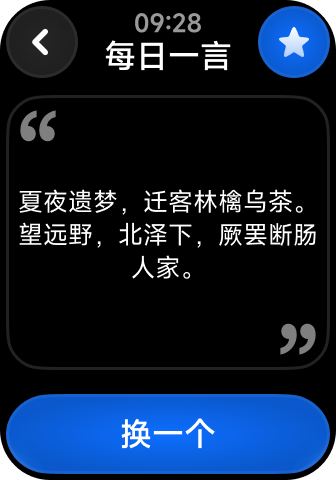 09:28
每日一言
“
夏夜遗梦，迁客林檎乌茶。
望远野，北泽下，厥罢断肠
人家。
”
换一个